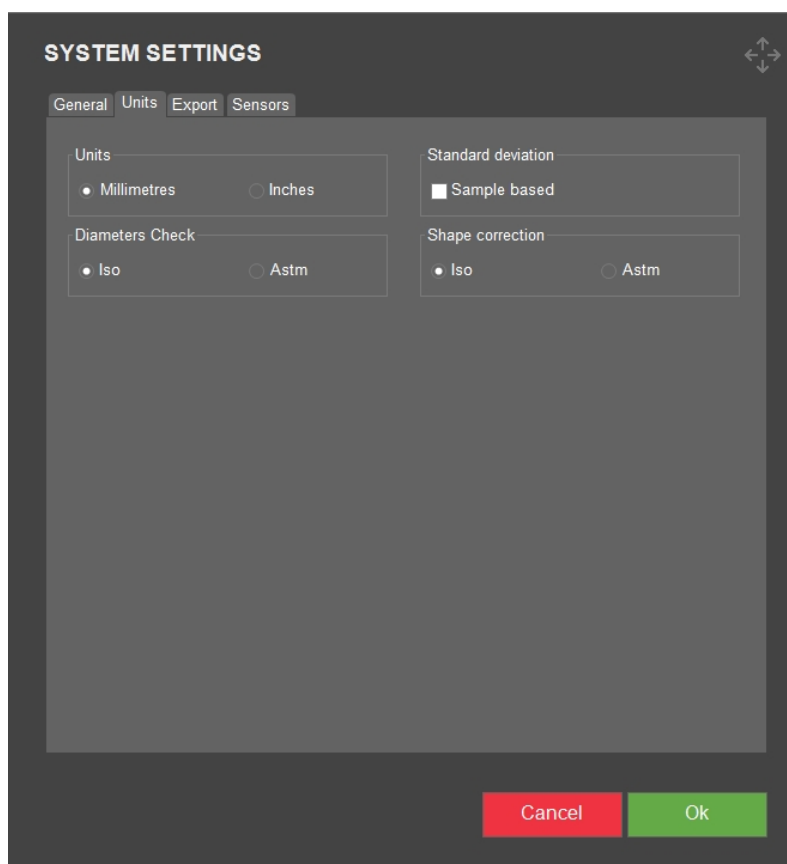 SYSTEM SETTINGS
General Units Export Sensors
Units
Millimetres Inches
Standard deviation
Sample based
Diameters Check
Iso Astm
Shape correction
Iso Astm
Cancel Ok